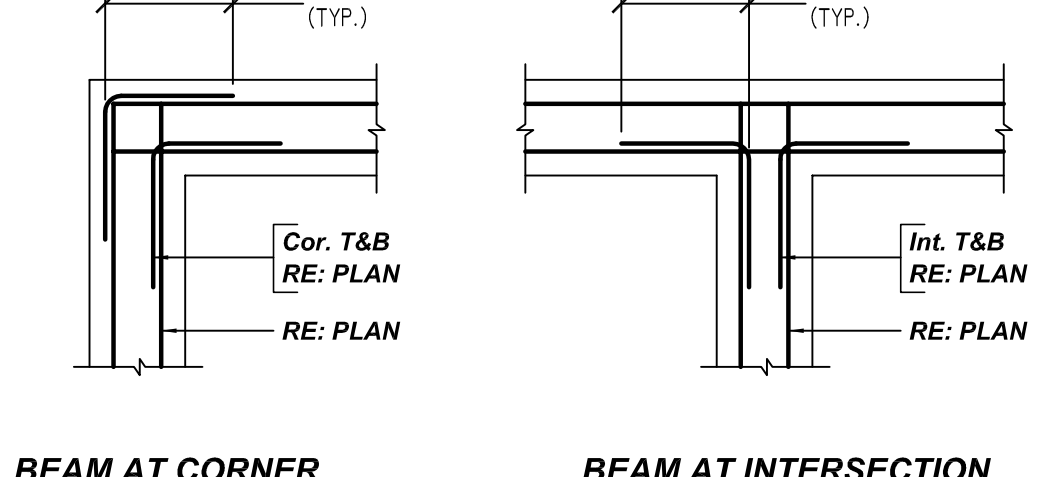 (TYP.)
(TYP.)
Cor. T&B
RE: PLAN
RE: PLAN
Int. T&B
RE: PLAN
RE: PLAN
BEAM AT CORNER
BEAM AT INTERSECTION